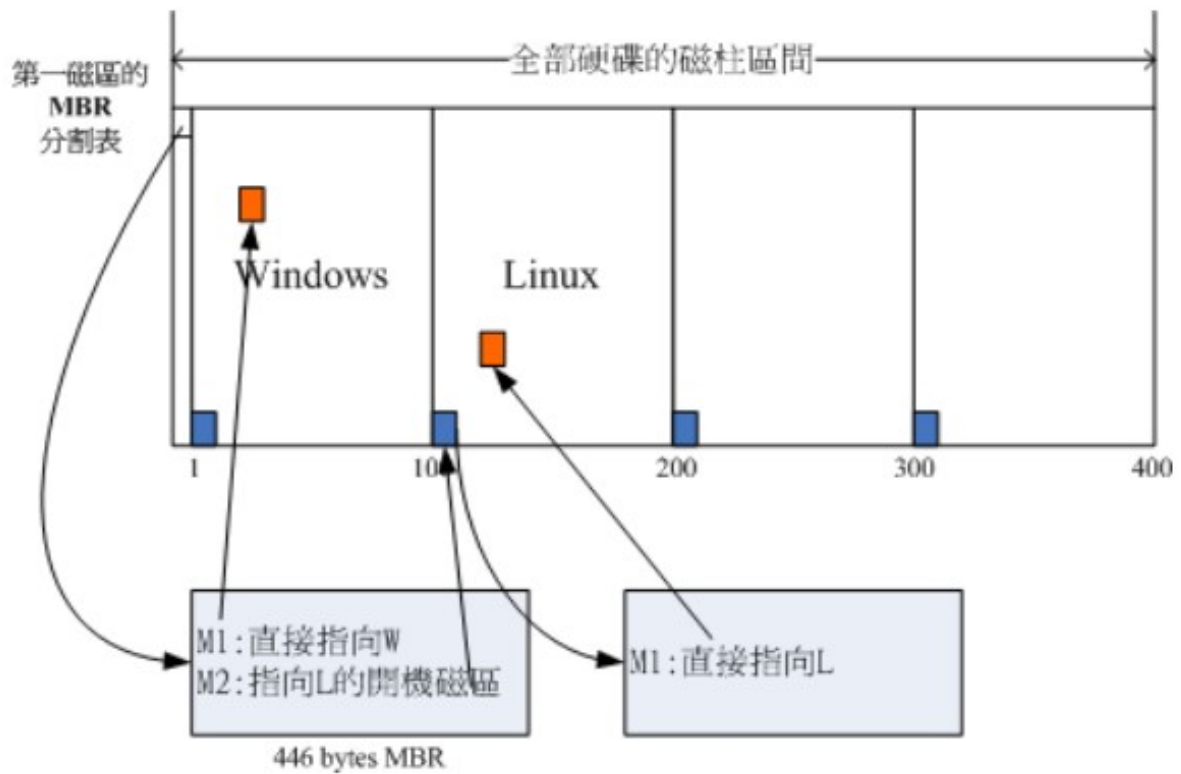 全部硬碟的磁柱區間
第一磁區的
MBR
分割表
Windows
Linux
1
100
200
300
400
M1:直接指向W
M2:指向L的開機磁區
M1:直接指向L
446 bytes MBR